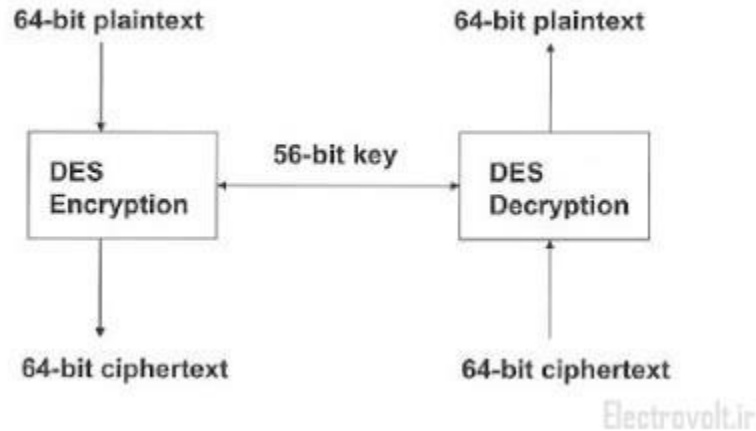 64-bit plaintext
64-bit plaintext
DES
Encryption
56-bit key
DES
Decryption
64-bit ciphertext
64-bit ciphertext
Electrovolt.ir